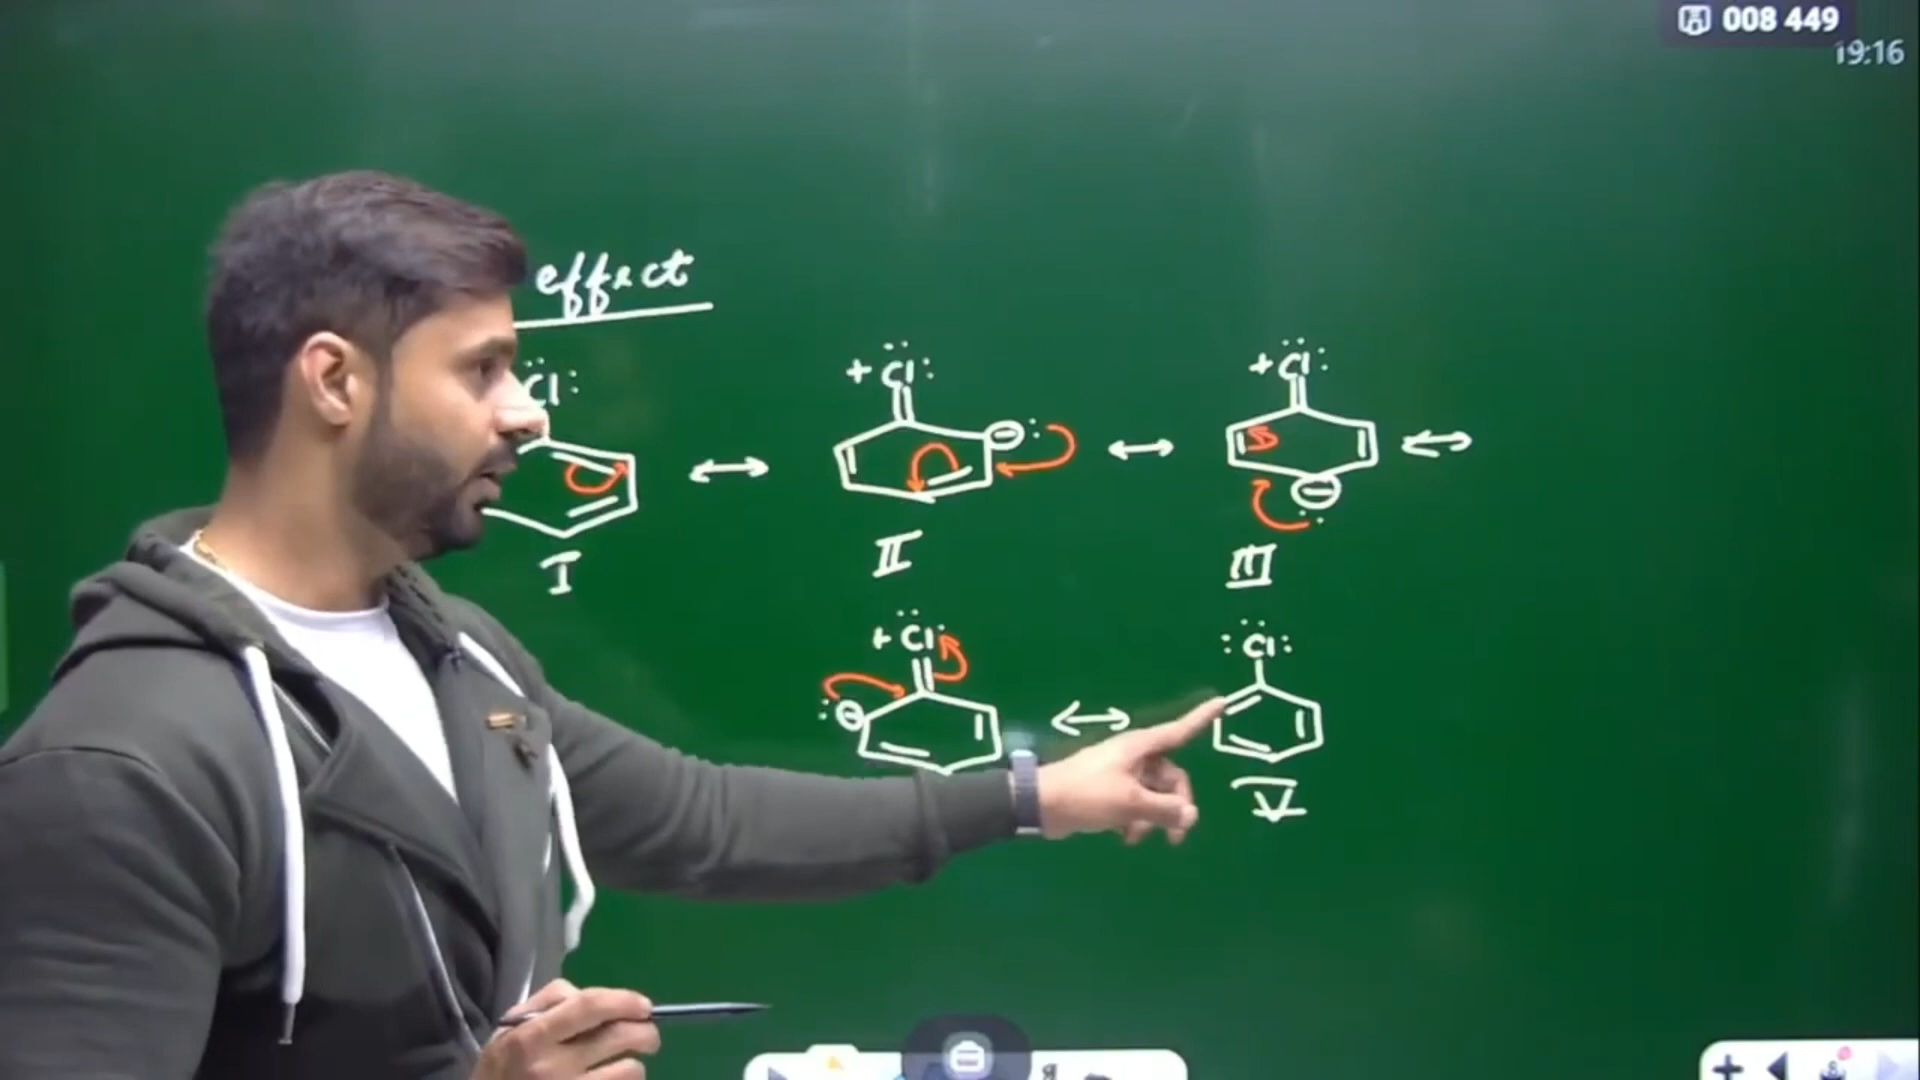 008 449
19:16
effect
Cl:
+ Cl:
+ Cl:
I
II
III
+ Cl:
:Cl:
V